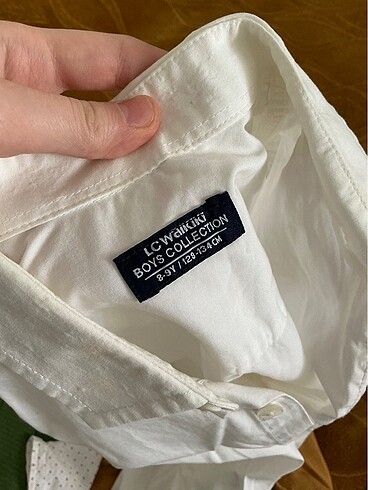 LC waikiki
BOYS COLLECTION
8-9Y / 128-134 CM